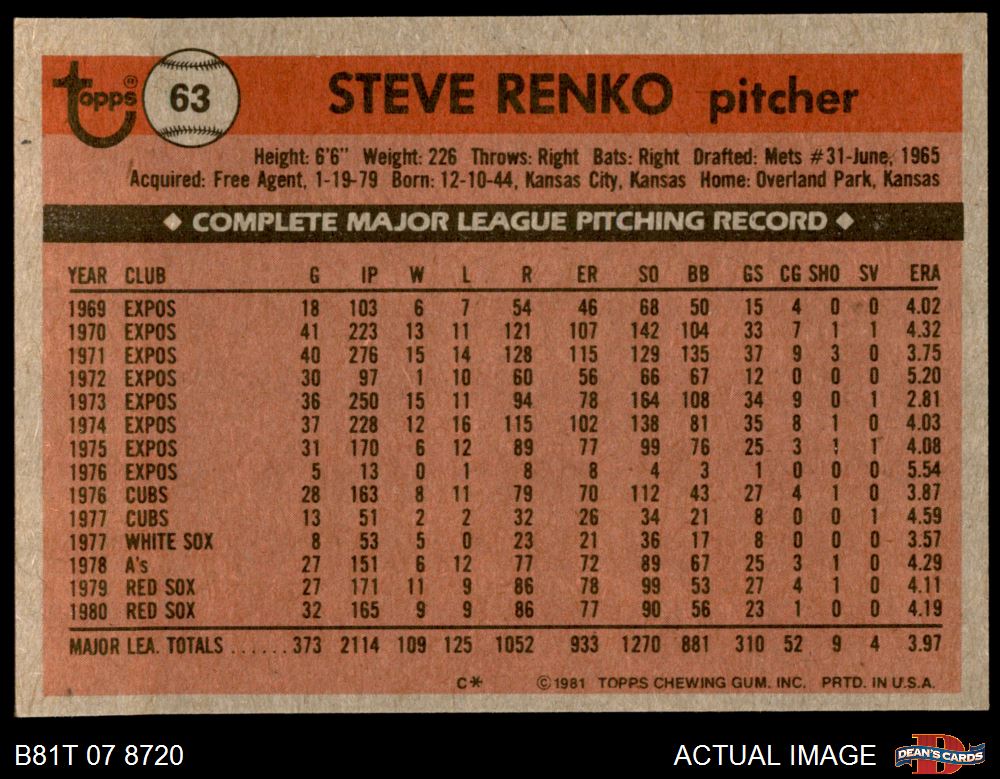 Topps® 63 STEVE RENKO pitcher
Height: 6'6" Weight: 226 Throws: Right Bats: Right Drafted: Mets #31-June, 1965
Acquired: Free Agent, 1-19-79 Born: 12-10-44, Kansas City, Kansas Home: Overland Park, Kansas
◆ COMPLETE MAJOR LEAGUE PITCHING RECORD ◆
YEAR CLUB G IP W L R ER SO BB GS CG SHO SV ERA
1969 EXPOS 18 103 6 7 54 46 68 50 15 4 0 0 4.02
1970 EXPOS 41 223 13 11 121 107 142 104 33 7 1 1 4.32
1971 EXPOS 40 276 15 14 128 115 129 135 37 9 3 0 3.75
1972 EXPOS 30 97 1 10 60 56 66 67 12 0 0 0 5.20
1973 EXPOS 36 250 15 11 94 78 164 108 34 9 0 1 2.81
1974 EXPOS 37 228 12 16 115 102 138 81 35 8 1 0 4.03
1975 EXPOS 31 170 6 12 89 77 99 76 25 3 1 1 4.08
1976 EXPOS 5 13 0 1 8 8 4 3 1 0 0 0 5.54
1976 CUBS 28 163 8 11 79 70 112 43 27 4 1 0 3.87
1977 CUBS 13 51 2 2 32 26 34 21 8 0 0 1 4.59
1977 WHITE SOX 8 53 5 0 23 21 36 17 8 0 0 0 3.57
1978 A's 27 151 6 12 77 72 89 67 25 3 1 0 4.29
1979 RED SOX 27 171 11 9 86 78 99 53 27 4 1 0 4.11
1980 RED SOX 32 165 9 9 86 77 90 56 23 1 0 0 4.19
MAJOR LEA. TOTALS ...... 373 2114 109 125 1052 933 1270 881 310 52 9 4 3.97
C* ©1981 TOPPS CHEWING GUM, INC. PRTD. IN U.S.A.
B81T 07 8720 ACTUAL IMAGE DEAN'S CARDS